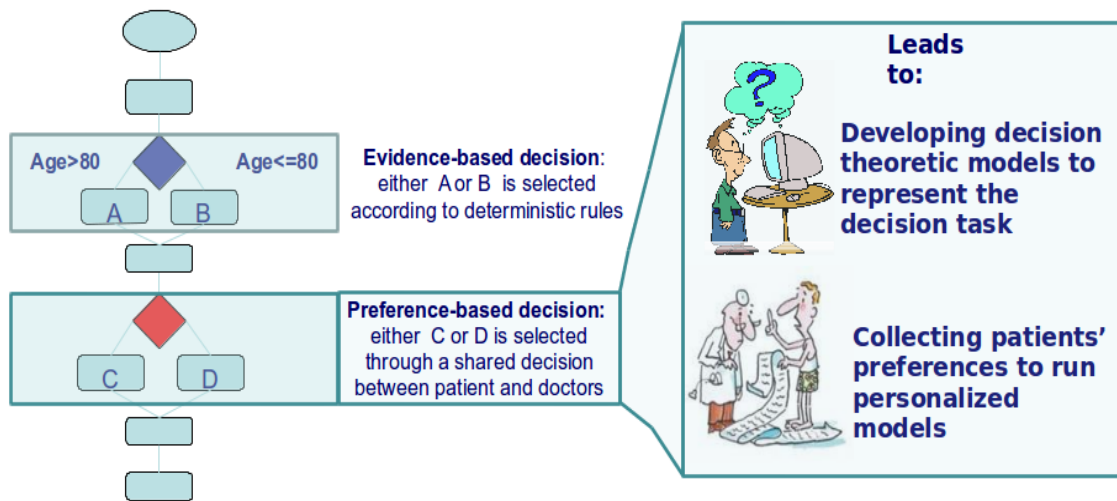 Age>80
Age<=80
A
B
Evidence-based decision:
either A or B is selected
according to deterministic rules
C
D
Preference-based decision:
either C or D is selected
through a shared decision
between patient and doctors
Leads
to:
?
Developing decision
theoretic models to
represent the
decision task
Collecting patients’
preferences to run
personalized
models